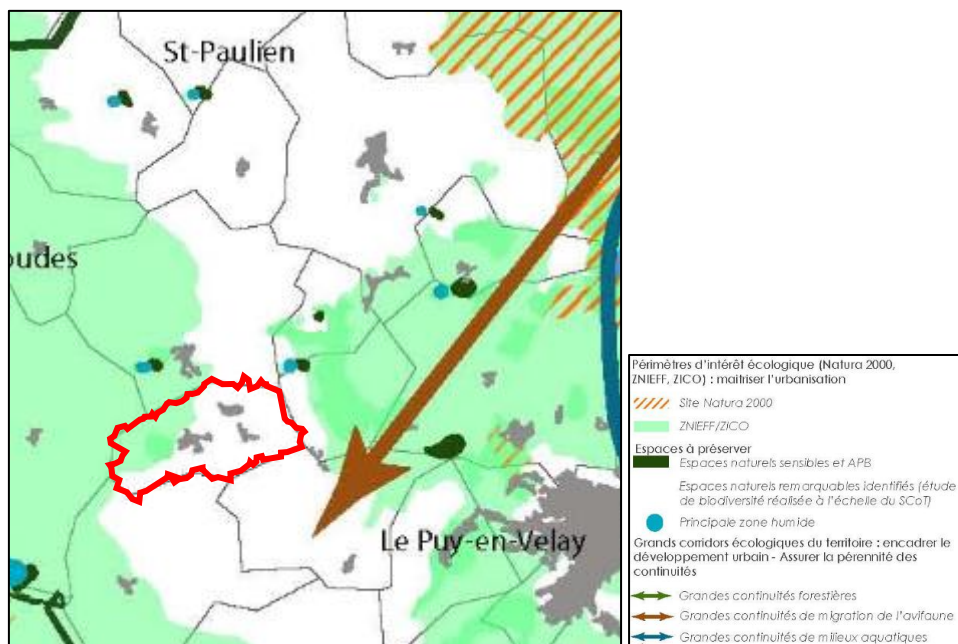 St-Paulien
oudes
Le Puy-en-Velay
Périmètres d'intérêt écologique (Natura 2000,
ZNIEFF, ZICO) : maitriser l'urbanisation
Site Natura 2000
ZNIEFF/ZICO
Espaces à préserver
Espaces naturels sensibles et APB
Espaces naturels remarquables identifiés (étude
de biodiversité réalisée à l'échelle du SCoT)
Principale zone humide
Grands corridors écologiques du territoire : encadrer le
développement urbain - Assurer la pérennité des
continuités
Grandes continuités forestières
Grandes continuités de migration de l'avifaune
Grandes continuités de milieux aquatiques